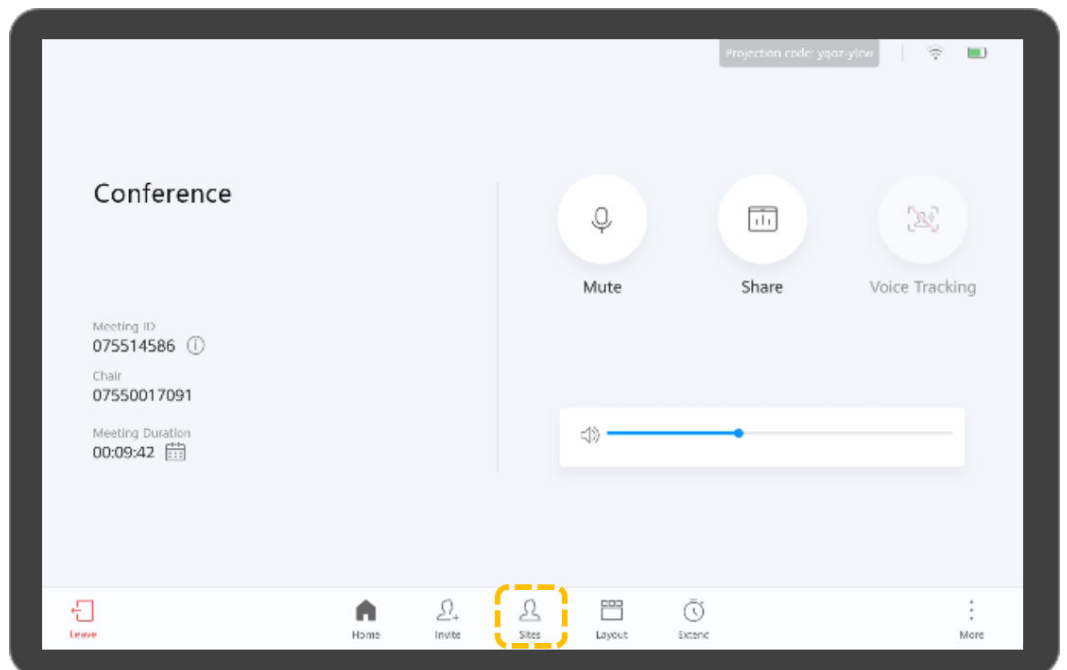 Projection code: yqoz-ylcw
Conference
Mute
Share
Voice Tracking
Meeting ID
075514586
Chair
07550017091
Meeting Duration
00:09:42
Leave
Home
Invite
Sites
Layout
Extend
More